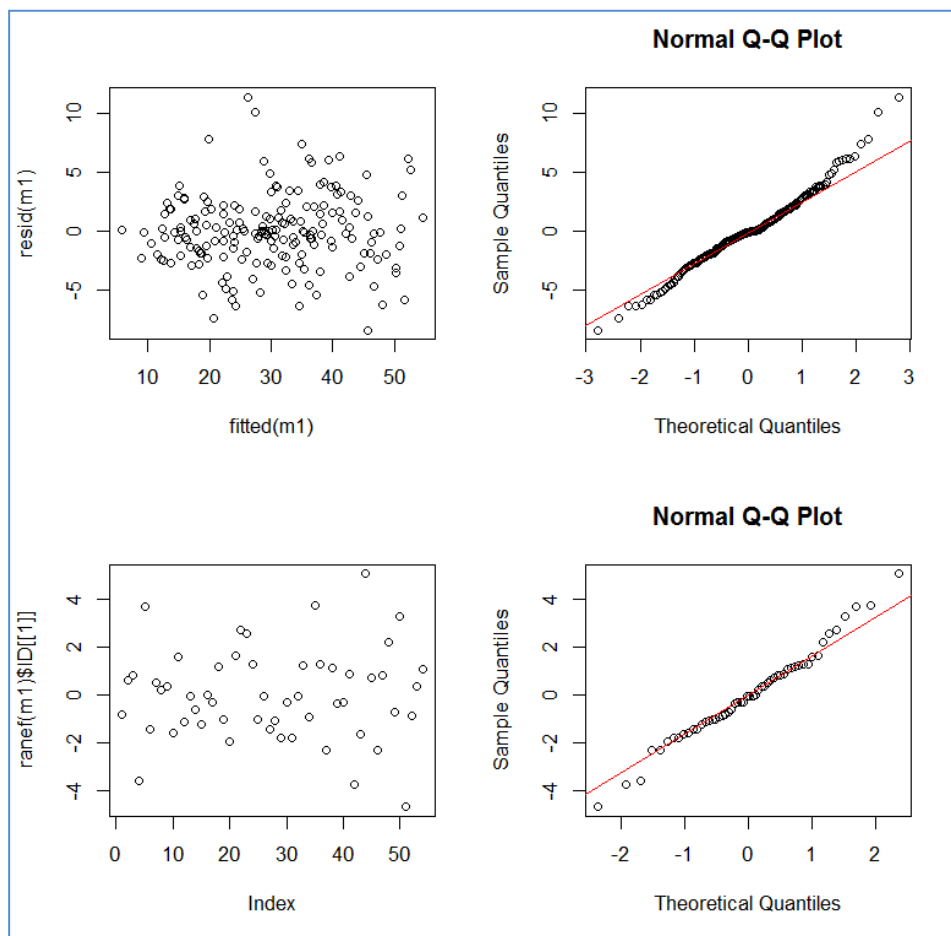 Normal Q-Q Plot
10
5
0
-5
resid(m1)
10 20 30 40 50
fitted(m1)
10
5
0
-5
Sample Quantiles
-3 -2 -1 0 1 2 3
Theoretical Quantiles
Normal Q-Q Plot
4
2
0
-2
-4
ranef(m1)$ID[[1]]
0 10 20 30 40 50
Index
4
2
0
-2
-4
Sample Quantiles
-2 -1 0 1 2
Theoretical Quantiles